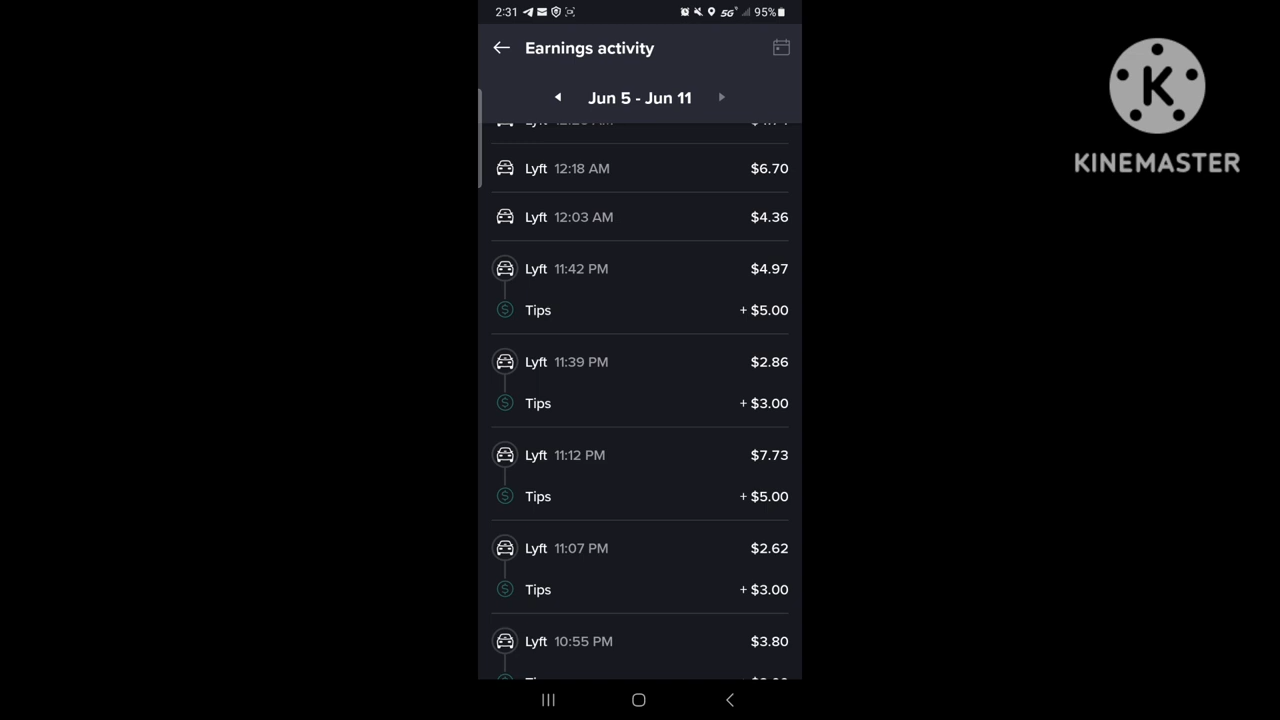 2:31 5G 95%
Earnings activity
Jun 5 - Jun 11
Lyft 12:18 AM $6.70
Lyft 12:03 AM $4.36
Lyft 11:42 PM $4.97
Tips + $5.00
Lyft 11:39 PM $2.86
Tips + $3.00
Lyft 11:12 PM $7.73
Tips + $5.00
Lyft 11:07 PM $2.62
Tips + $3.00
Lyft 10:55 PM $3.80
K
KINEMASTER